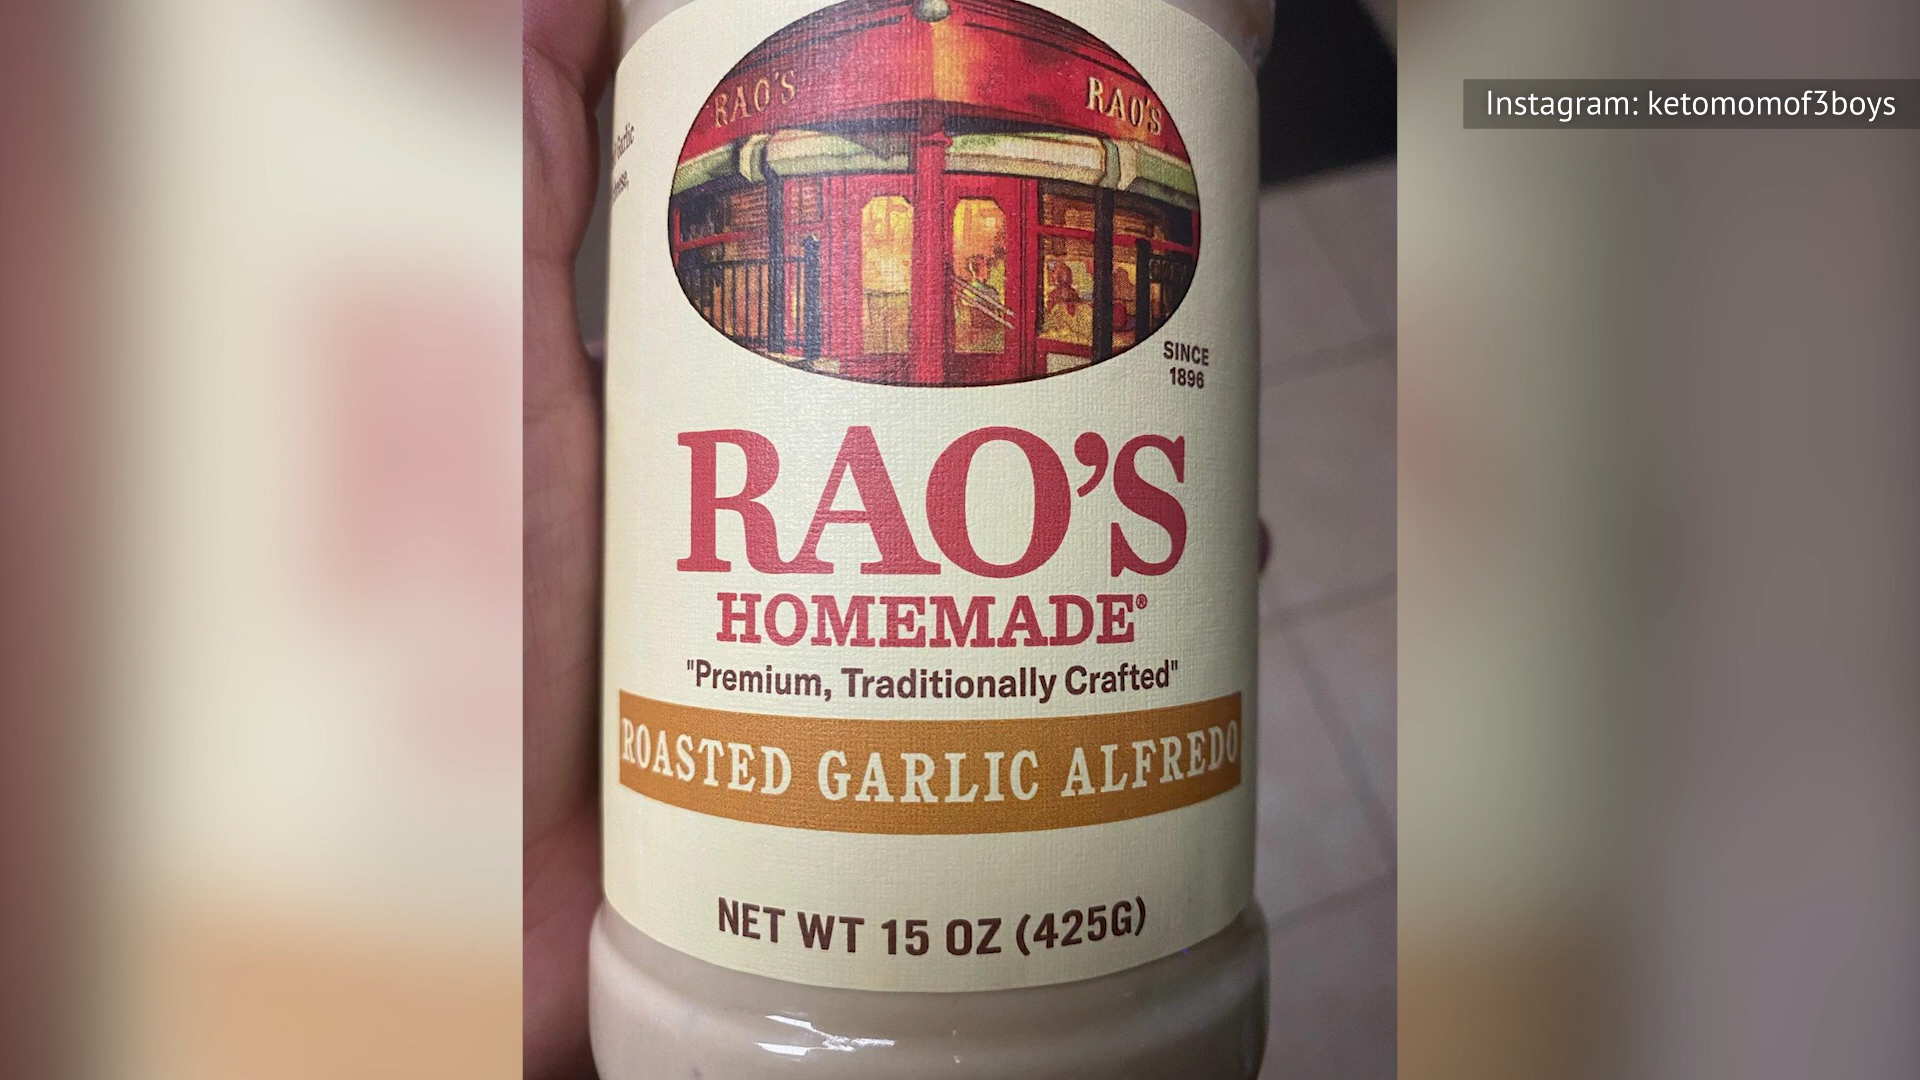 Instagram: ketomomof3boys
RAO'S
RAO'S
SINCE
1896
RAO'S
HOMEMADE®
"Premium, Traditionally Crafted"
ROASTED GARLIC ALFREDO
NET WT 15 OZ (425G)